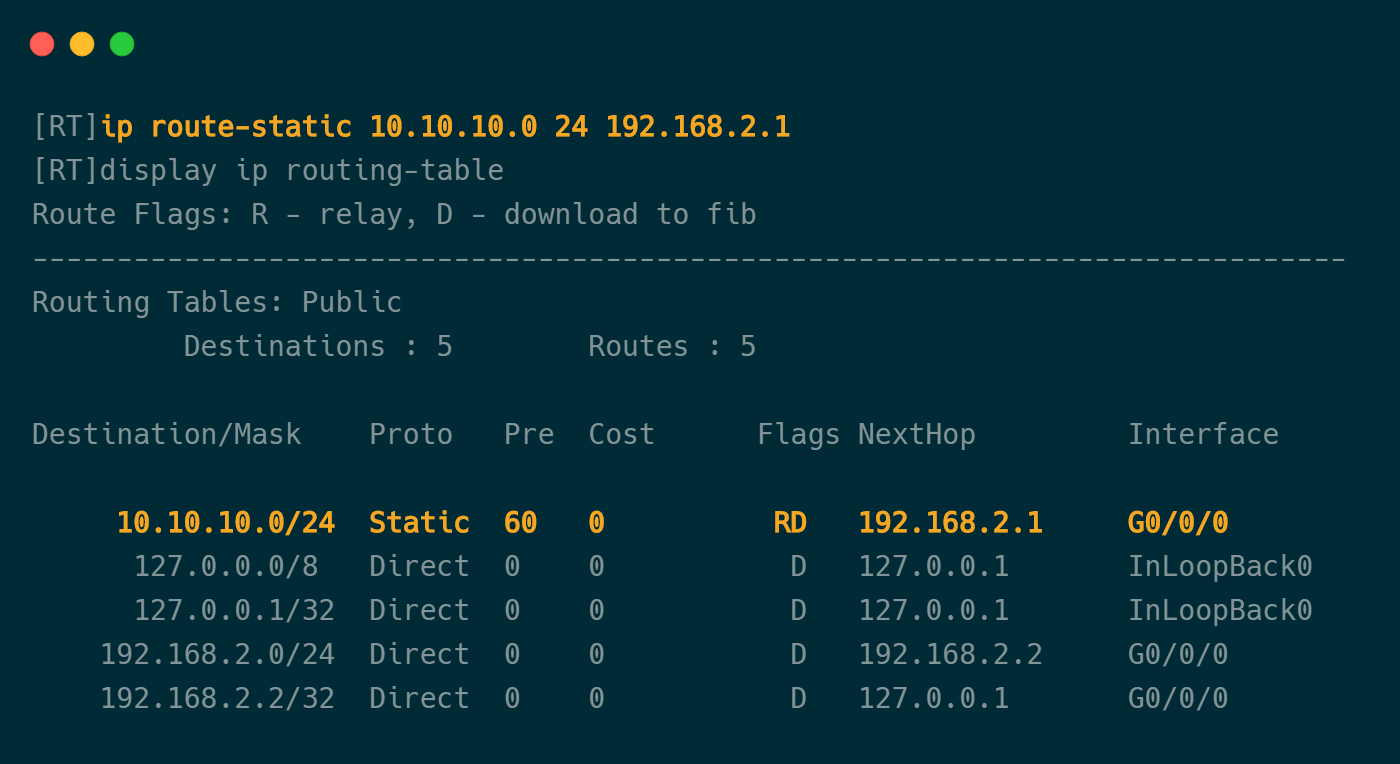 [RT]ip route-static 10.10.10.0 24 192.168.2.1
[RT]display ip routing-table
Route Flags: R - relay, D - download to fib
------------------------------------------------------------------------------
Routing Tables: Public
         Destinations : 5        Routes : 5

Destination/Mask    Proto   Pre  Cost      Flags NextHop         Interface

     10.10.10.0/24  Static  60   0          RD   192.168.2.1     G0/0/0
      127.0.0.0/8   Direct  0    0           D   127.0.0.1       InLoopBack0
      127.0.0.1/32  Direct  0    0           D   127.0.0.1       InLoopBack0
    192.168.2.0/24  Direct  0    0           D   192.168.2.2     G0/0/0
    192.168.2.2/32  Direct  0    0           D   127.0.0.1       G0/0/0